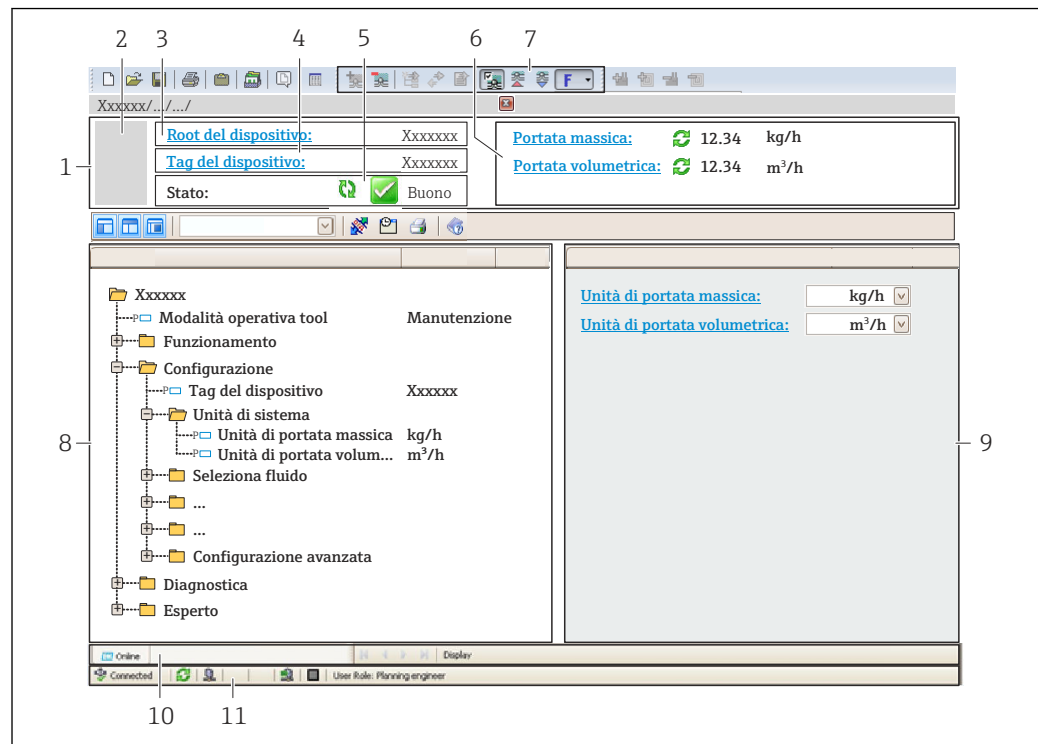 2 3 4 5 6 7
F
Xxxxxx/.../.../
1
Root del dispositivo: Xxxxxxx
Tag del dispositivo: Xxxxxxx
Stato: Buono
Portata massica: 12.34 kg/h
Portata volumetrica: 12.34 m³/h
Xxxxxx
P Modalità operativa tool Manutenzione
Funzionamento
Configurazione
P Tag del dispositivo Xxxxxx
Unità di sistema
P Unità di portata massica kg/h
P Unità di portata volum... m³/h
Seleziona fluido
...
...
Configurazione avanzata
Diagnostica
Esperto
8
Unità di portata massica: kg/h
Unità di portata volumetrica: m³/h
9
Online Display
Connected User Role: Planning engineer
10 11